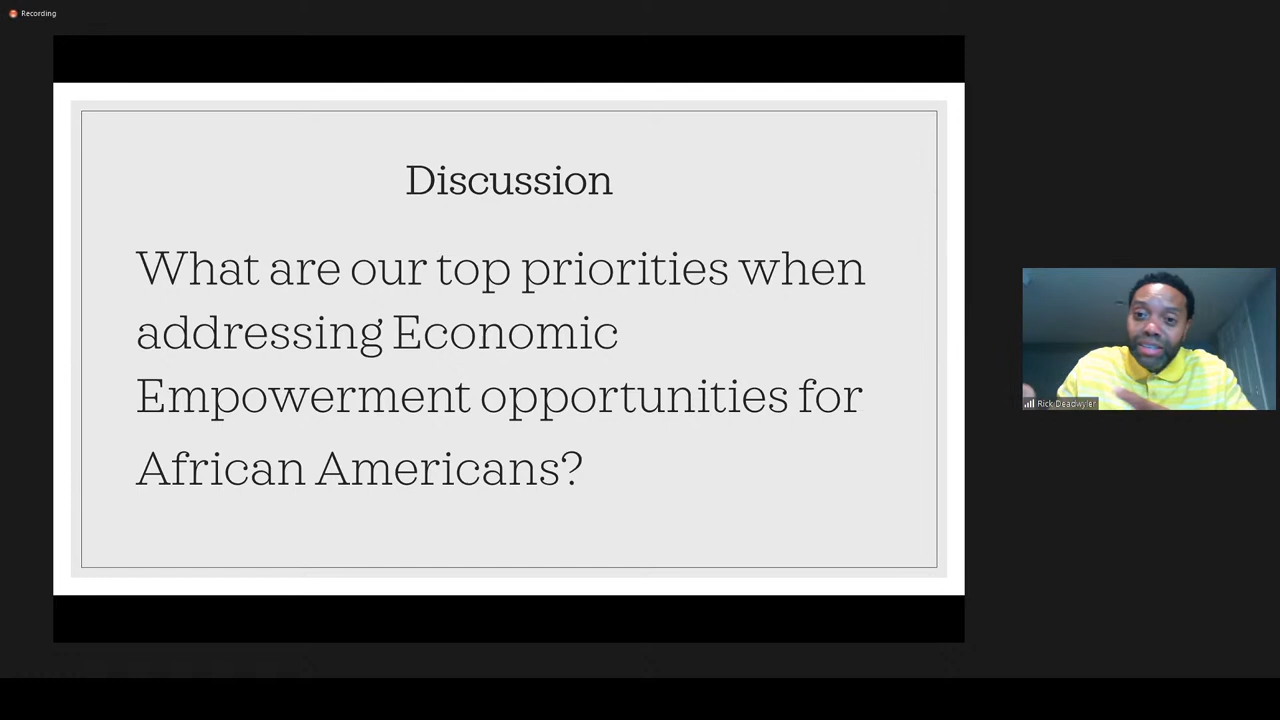 Recording
Discussion
What are our top priorities when
addressing Economic
Empowerment opportunities for
African Americans?
Rick Deadwyler